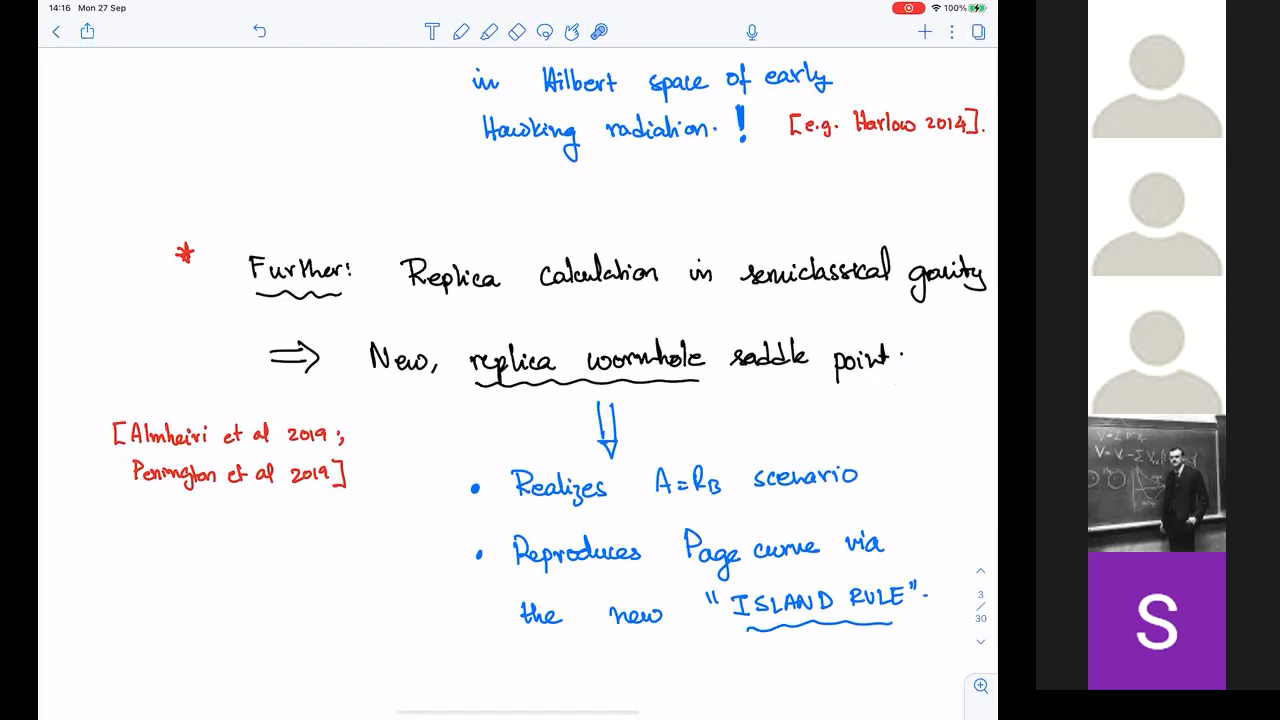 14:16 Mon 27 Sep
100%
in Hilbert space of early
Hawking radiation. !
[e.g. Harlow 2014].
* Further: Replica calculation in semiclassical gavity
⇒ New, replica wormhole saddle point.
[Almheiri et al 2019;
Penington et al 2019]
• Realizes A=RB scenario
• Reproduces Page curve via
the new "ISLAND RULE".
3
/
30
S